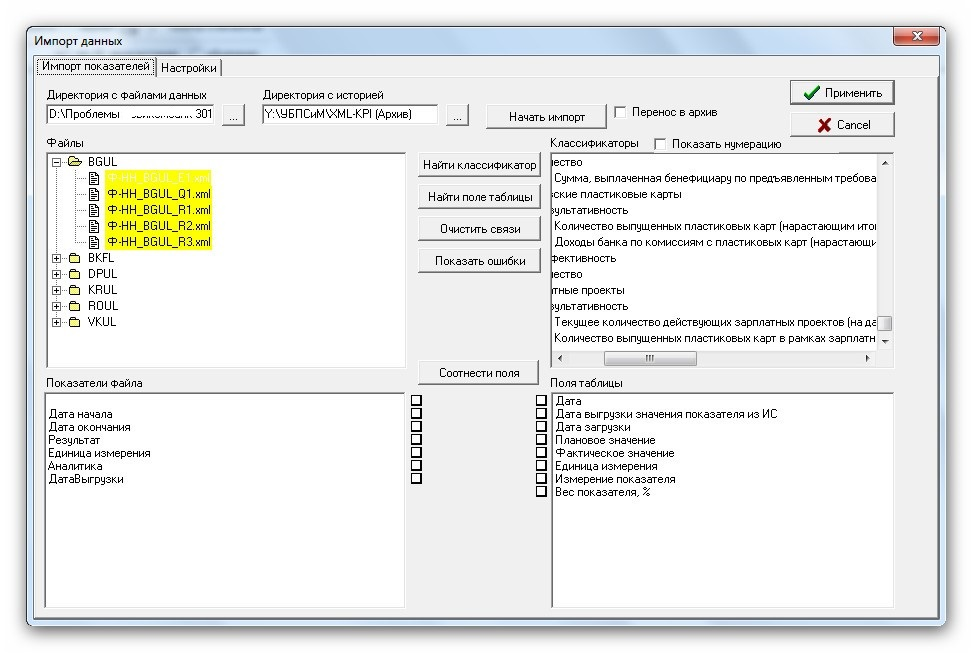 Импорт данных
Импорт показателей
Настройки
Директория с файлами данных
D:\Проблемы 301
...
Директория с историей
Y:\УБПСиМ\XML-KPI (Архив)
...
Начать импорт
Перенос в архив
Применить
Cancel
Файлы
BGUL
Ф-НН_BGUL_E1.xml
Ф-НН_BGUL_Q1.xml
Ф-НН_BGUL_R1.xml
Ф-НН_BGUL_R2.xml
Ф-НН_BGUL_R3.xml
BKFL
DPUL
KRUL
ROUL
VKUL
Найти классификатор
Найти поле таблицы
Очистить связи
Показать ошибки
Соотнести поля
Классификаторы
Показать нумерацию
ество
Сумма, выплаченная бенефициару по предъявленным требова
ские пластиковые карты
зультативность
Количество выпущенных пластиковых карт (нарастающим ито
Доходы банка по комиссиям с пластиковых карт (нарастающи
фективность
ество
тные проекты
зультативность
Текущее количество действующих зарплатных проектов (на да
Количество выпущенных пластиковых карт в рамках зарплатн
Показатели файла
Дата начала
Дата окончания
Результат
Единица измерения
Аналитика
ДатаВыгрузки
Поля таблицы
Дата
Дата выгрузки значения показателя из ИС
Дата загрузки
Плановое значение
Фактическое значение
Единица измерения
Измерение показателя
Вес показателя, %